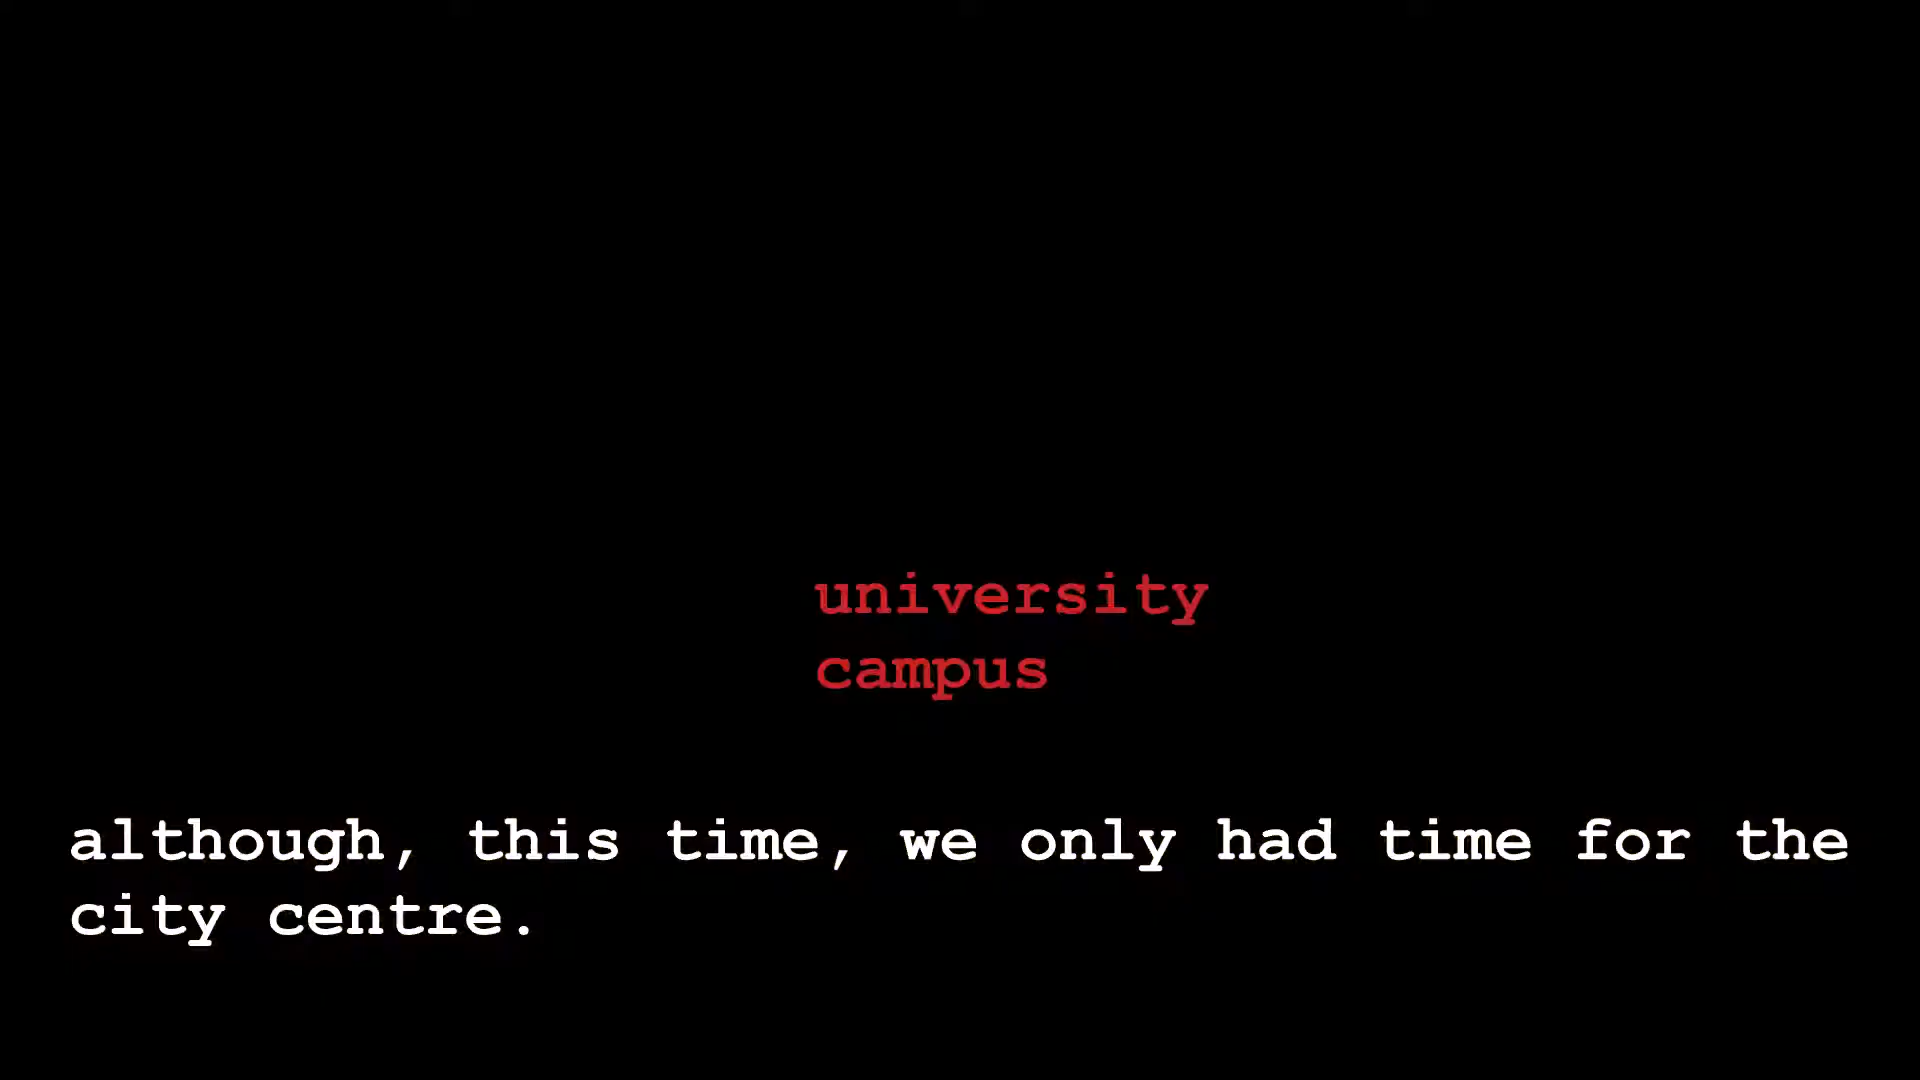 university
campus
although, this time, we only had time for the
city centre.